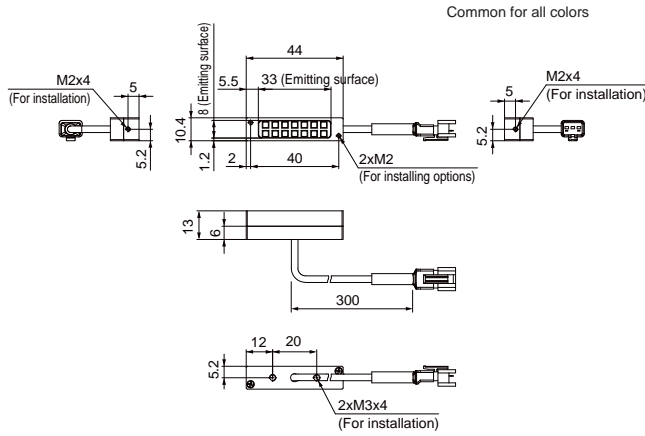 Common for all colors
44
5.5
33 (Emitting surface)
8 (Emitting surface)
10.4
1.2
2
40
2xM2
(For installing options)
M2x4
(For installation)
5
5.2
M2x4
(For installation)
5
5.2
13
6
300
12
20
5.2
2xM3x4
(For installation)